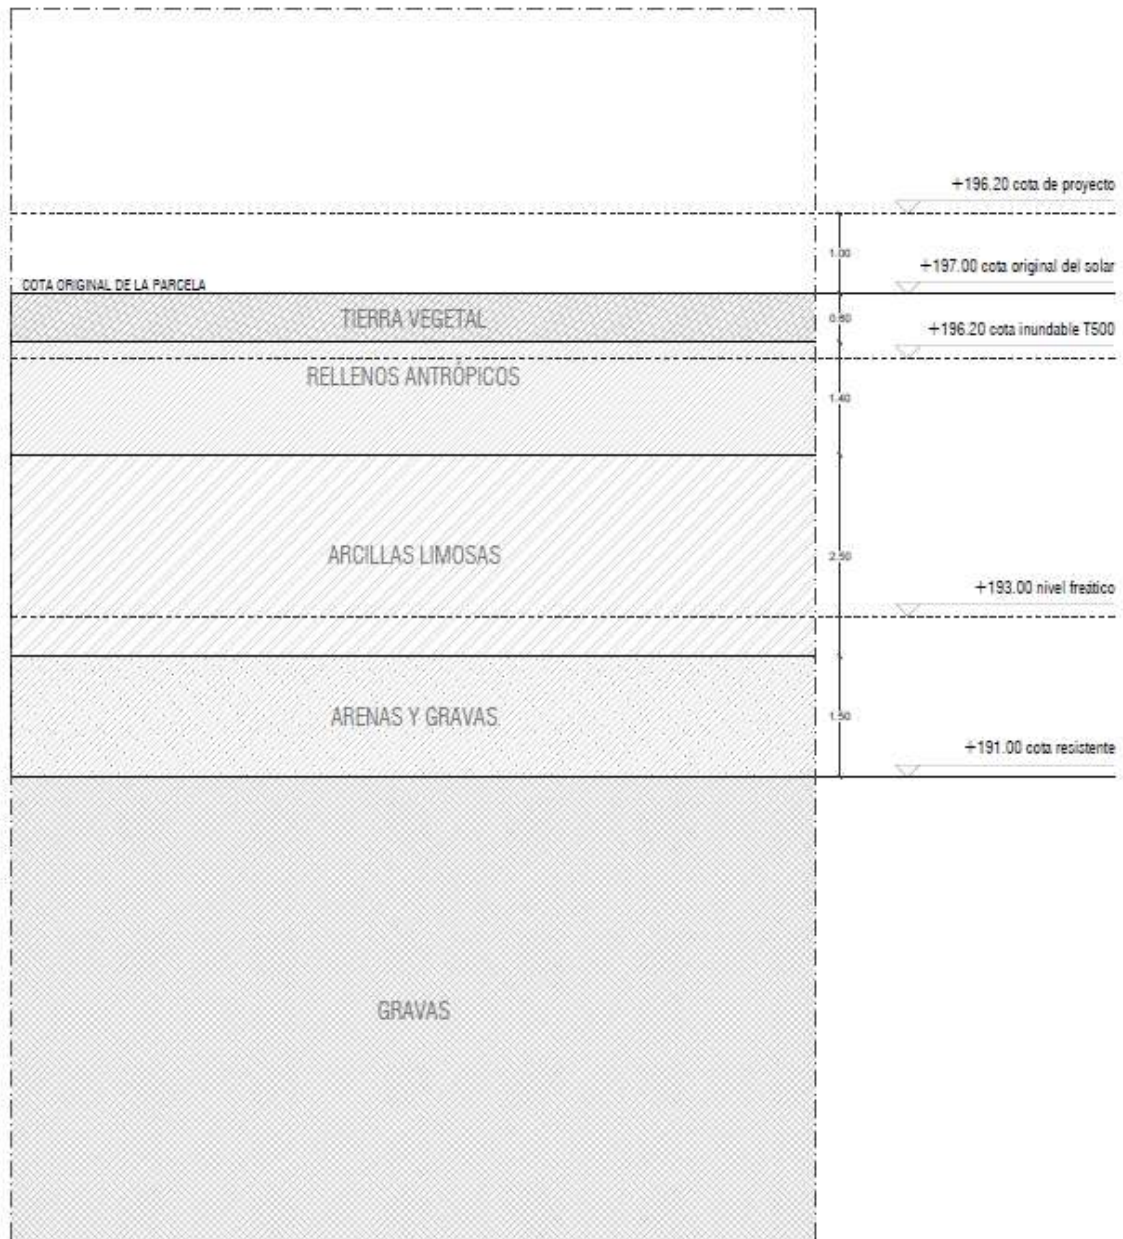 +196.20 cota de proyecto
1.00
+197.00 cota original del solar
COTA ORIGINAL DE LA PARCELA
TIERRA VEGETAL
0.60
+196.20 cota inundable T500
RELLENOS ANTRÓPICOS
1.40
ARCILLAS LIMOSAS
2.50
+193.00 nivel freático
ARENAS Y GRAVAS
1.50
+191.00 cota resistente
GRAVAS